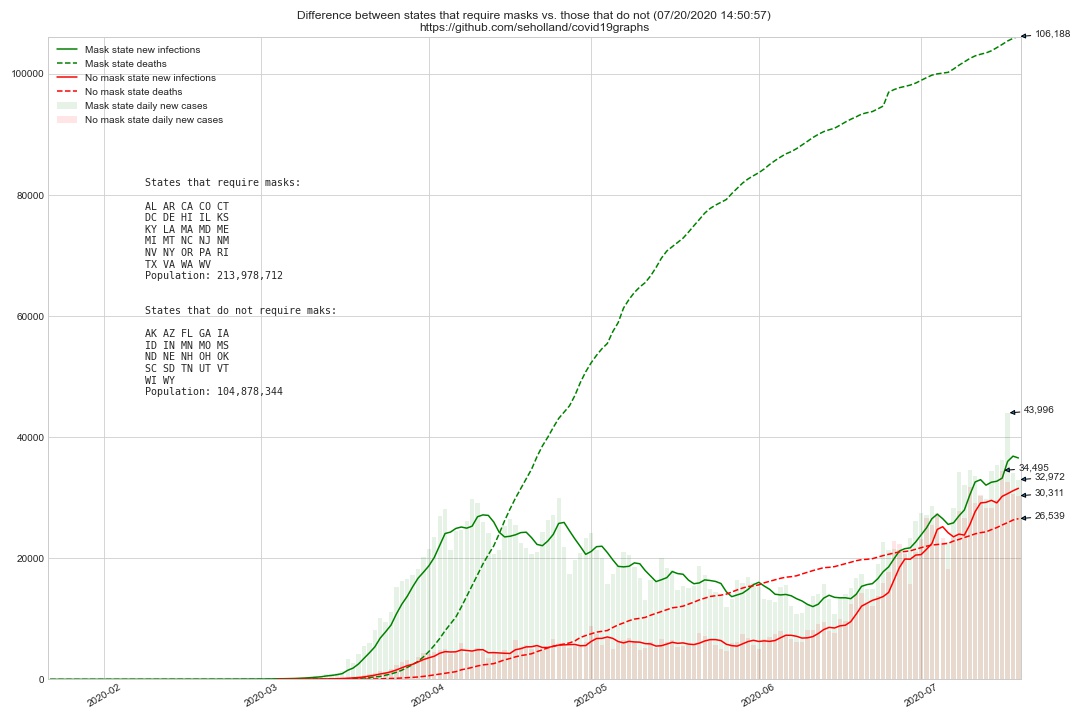 Difference between states that require masks vs. those that do not (07/20/2020 14:50:57)
https://github.com/seholland/covid19graphs
Mask state new infections
Mask state deaths
No mask state new infections
No mask state deaths
Mask state daily new cases
No mask state daily new cases
States that require masks:
AL AR CA CO CT
DC DE HI IL KS
KY LA MA MD ME
MI MT NC NJ NM
NV NY OR PA RI
TX VA WA WV
Population: 213,978,712
States that do not require maks:
AK AZ FL GA IA
ID IN MN MO MS
ND NE NH OH OK
SC SD TN UT VT
WI WY
Population: 104,878,344
106,188
43,996
34,495
32,972
30,311
26,539
100000
80000
60000
40000
20000
0
2020-02
2020-03
2020-04
2020-05
2020-06
2020-07